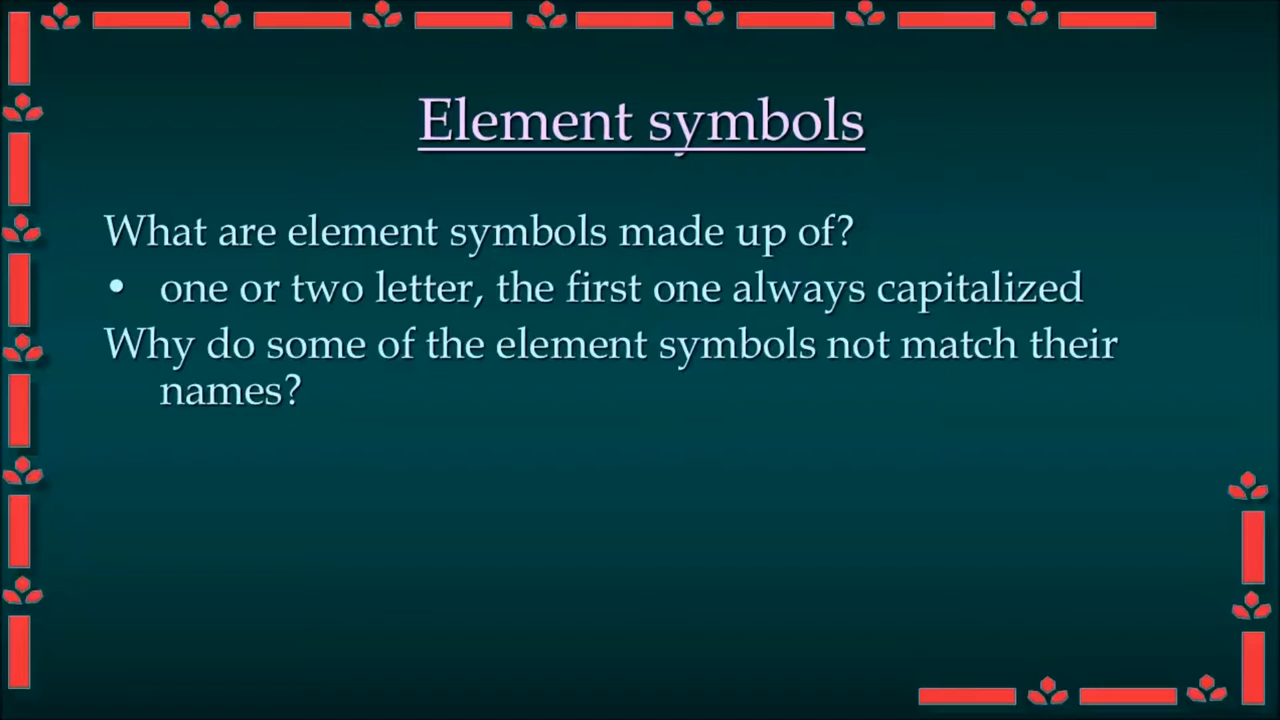 Element symbols
What are element symbols made up of?
• one or two letter, the first one always capitalized
Why do some of the element symbols not match their
names?